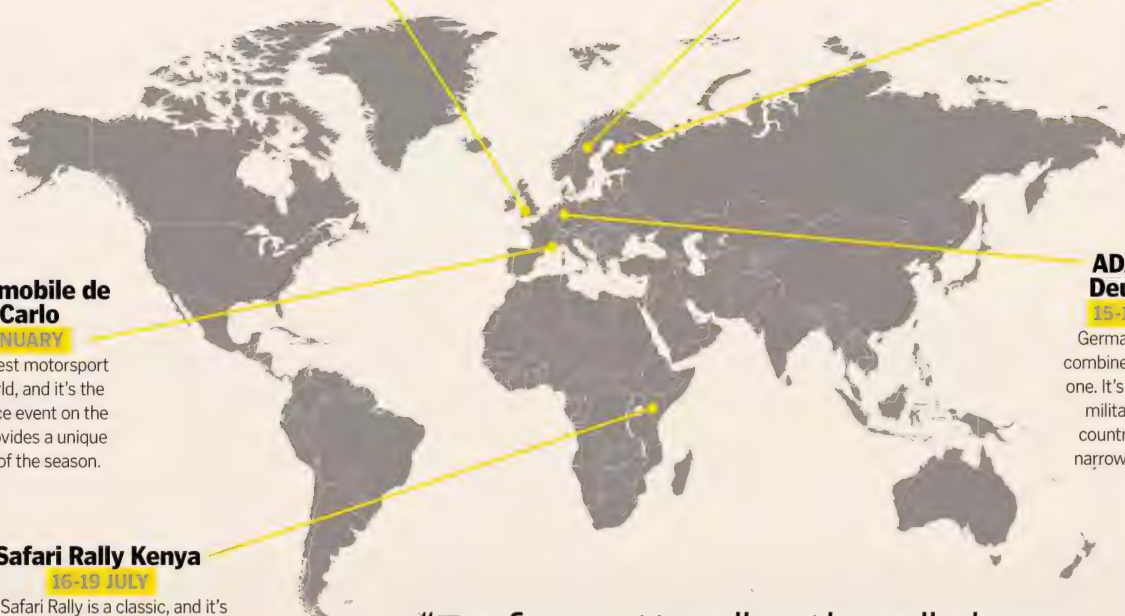 mobile de
Carlo
NUARY
est motorsport
rld, and it's the
ce event on the
ovides a unique
of the season.
Safari Rally Kenya
16-19 JULY
Safari Rally is a classic, and it's
AD
Deu
15-1
Germa
combine
one. It's
milita
countr
narrow